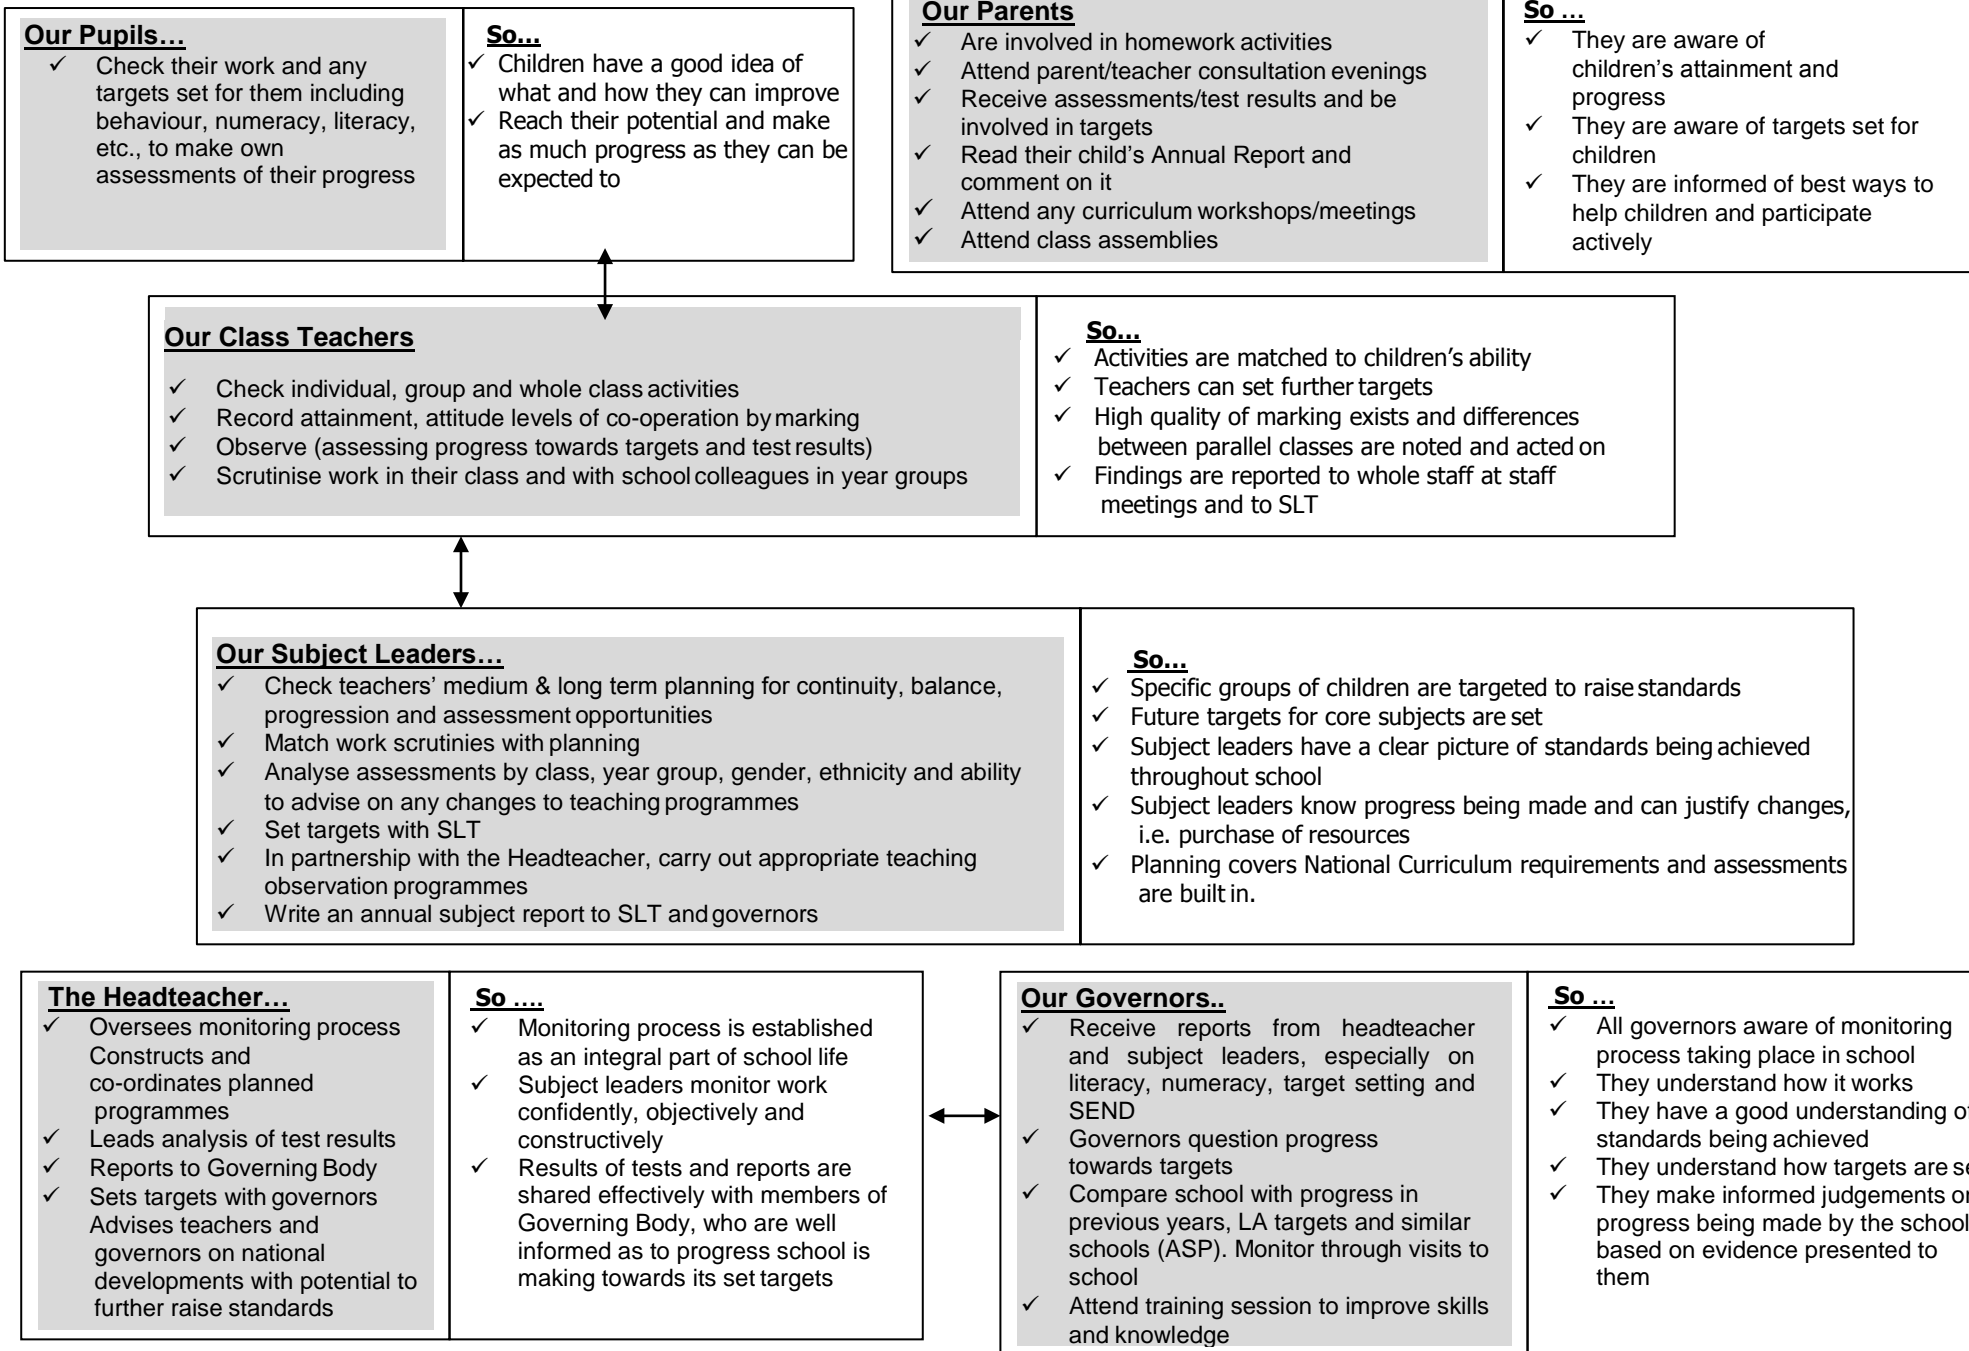 Our Pupils…
✓ Check their work and any
targets set for them including
behaviour, numeracy, literacy,
etc., to make own
assessments of their progress
So…
✓ Children have a good idea of
what and how they can improve
✓ Reach their potential and make
as much progress as they can be
expected to
Our Parents
✓ Are involved in homework activities
✓ Attend parent/teacher consultation evenings
✓ Receive assessments/test results and be
involved in targets
✓ Read their child’s Annual Report and
comment on it
✓ Attend any curriculum workshops/meetings
✓ Attend class assemblies
So …
✓ They are aware of
children’s attainment and
progress
✓ They are aware of targets set for
children
✓ They are informed of best ways to
help children and participate
actively
Our Class Teachers
✓ Check individual, group and whole class activities
✓ Record attainment, attitude levels of co-operation by marking
✓ Observe (assessing progress towards targets and test results)
✓ Scrutinise work in their class and with school colleagues in year groups
So…
✓ Activities are matched to children’s ability
✓ Teachers can set further targets
✓ High quality of marking exists and differences
between parallel classes are noted and acted on
✓ Findings are reported to whole staff at staff
meetings and to SLT
Our Subject Leaders…
✓ Check teachers’ medium & long term planning for continuity, balance,
progression and assessment opportunities
✓ Match work scrutinies with planning
✓ Analyse assessments by class, year group, gender, ethnicity and ability
to advise on any changes to teaching programmes
✓ Set targets with SLT
✓ In partnership with the Headteacher, carry out appropriate teaching
observation programmes
✓ Write an annual subject report to SLT and governors
So…
✓ Specific groups of children are targeted to raise standards
✓ Future targets for core subjects are set
✓ Subject leaders have a clear picture of standards being achieved
throughout school
✓ Subject leaders know progress being made and can justify changes,
i.e. purchase of resources
✓ Planning covers National Curriculum requirements and assessments
are built in.
The Headteacher…
✓ Oversees monitoring process
Constructs and
co-ordinates planned
programmes
✓ Leads analysis of test results
✓ Reports to Governing Body
✓ Sets targets with governors
Advises teachers and
governors on national
developments with potential to
further raise standards
So ….
✓ Monitoring process is established
as an integral part of school life
✓ Subject leaders monitor work
confidently, objectively and
constructively
✓ Results of tests and reports are
shared effectively with members of
Governing Body, who are well
informed as to progress school is
making towards its set targets
Our Governors..
✓ Receive reports from headteacher
and subject leaders, especially on
literacy, numeracy, target setting and
SEND
✓ Governors question progress
towards targets
✓ Compare school with progress in
previous years, LA targets and similar
schools (ASP). Monitor through visits to
school
✓ Attend training session to improve skills
and knowledge
So …
✓ All governors aware of monitoring
process taking place in school
✓ They understand how it works
✓ They have a good understanding
standards being achieved
✓ They understand how targets are
✓ They make informed judgements
progress being made by the school
based on evidence presented to
them